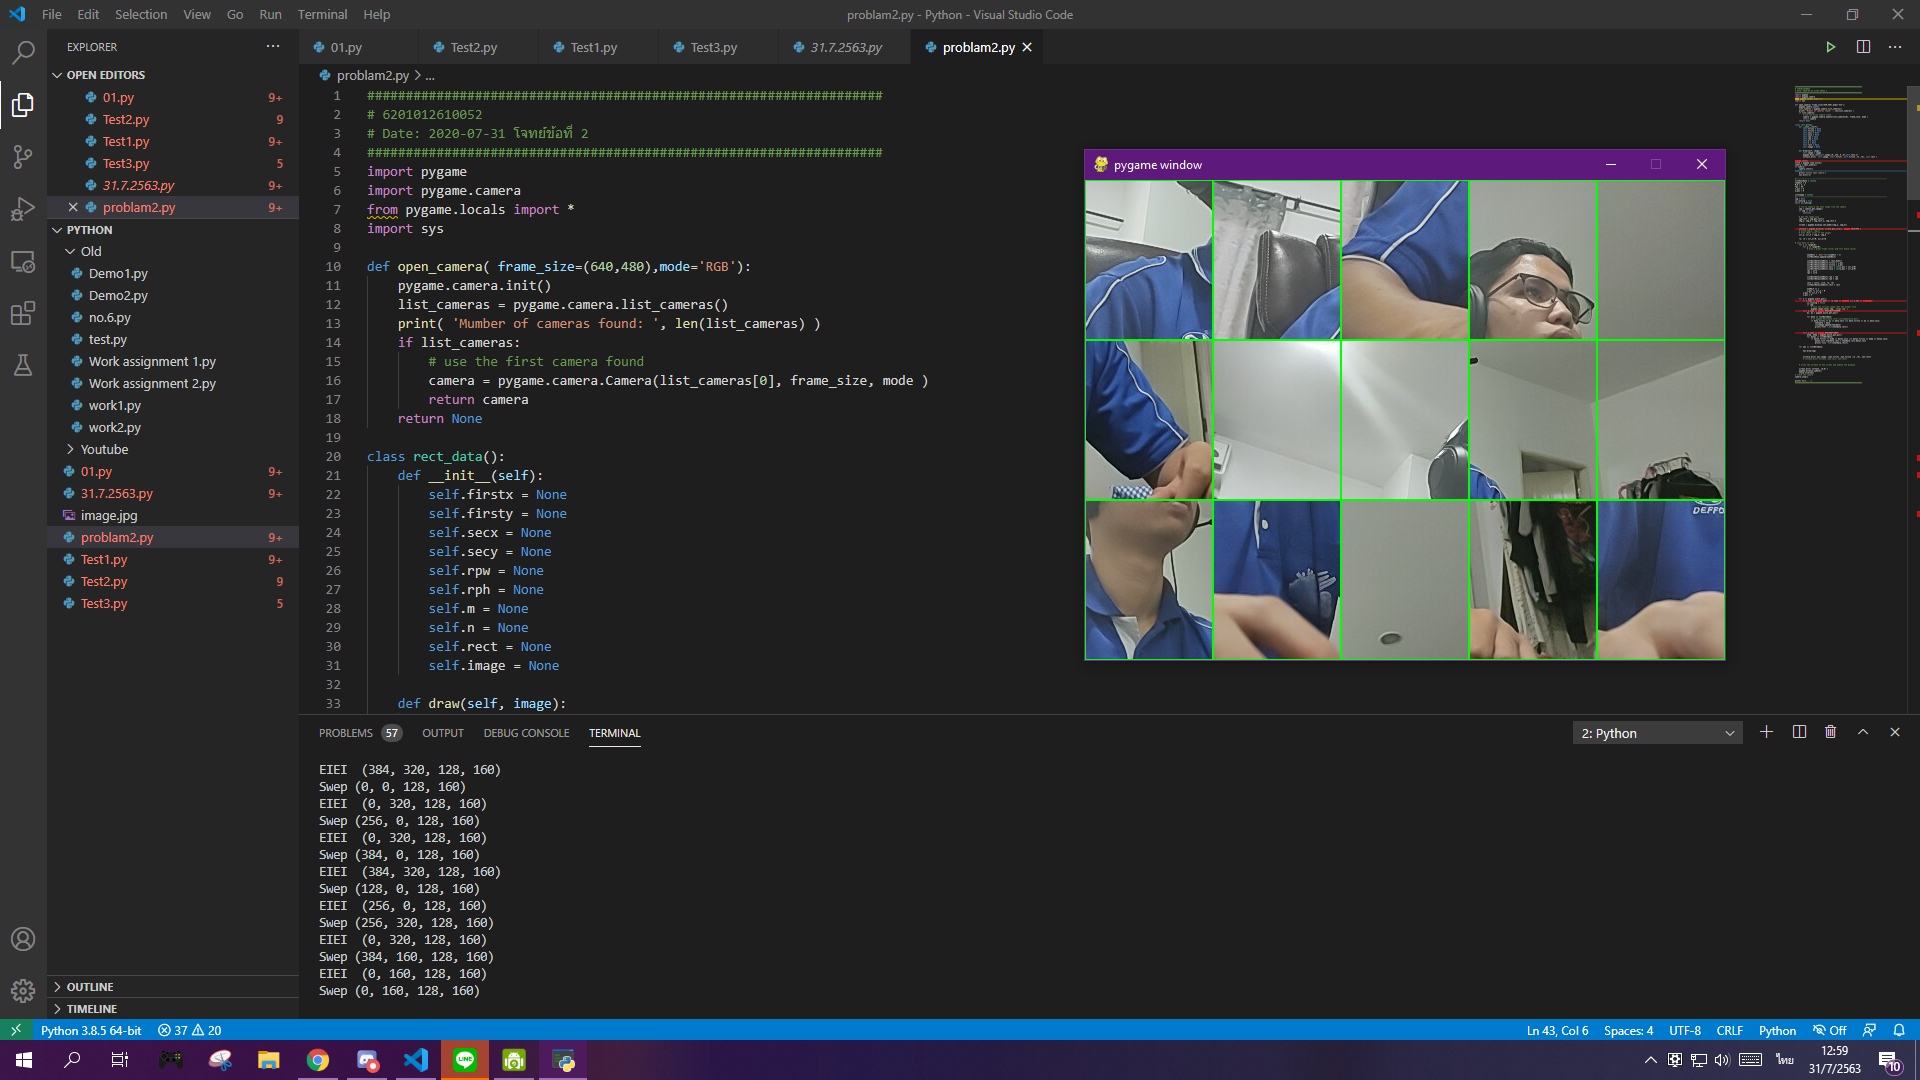 File Edit Selection View Go Run Terminal Help
problam2.py - Python - Visual Studio Code
EXPLORER
OPEN EDITORS
01.py 9+
Test2.py 9
Test1.py 9+
Test3.py 5
31.7.2563.py 9+
problam2.py 9+
PYTHON
Old
Demo1.py
Demo2.py
no.6.py
test.py
Work assignment 1.py
Work assignment 2.py
work1.py
work2.py
Youtube
01.py 9+
31.7.2563.py 9+
image.jpg
problam2.py 9+
Test1.py 9+
Test2.py 9
Test3.py 5
OUTLINE
TIMELINE
01.py Test2.py Test1.py Test3.py 31.7.2563.py problam2.py
problam2.py > ...
1 ###################################################################
2 # 6201012610052
3 # Date: 2020-07-31 โจทย์ข้อที่ 2
4 ###################################################################
5 import pygame
6 import pygame.camera
7 from pygame.locals import *
8 import sys
9
10 def open_camera( frame_size=(640,480),mode='RGB'):
11 pygame.camera.init()
12 list_cameras = pygame.camera.list_cameras()
13 print( 'Mumber of cameras found: ', len(list_cameras) )
14 if list_cameras:
15 # use the first camera found
16 camera = pygame.camera.Camera(list_cameras[0], frame_size, mode )
17 return camera
18 return None
19
20 class rect_data():
21 def __init__(self):
22 self.firstx = None
23 self.firsty = None
24 self.secx = None
25 self.secy = None
26 self.rpw = None
27 self.rph = None
28 self.m = None
29 self.n = None
30 self.rect = None
31 self.image = None
32
33 def draw(self, image):
pygame window
DEFFO
PROBLEMS 57 OUTPUT DEBUG CONSOLE TERMINAL
2: Python
EIEI (384, 320, 128, 160)
Swep (0, 0, 128, 160)
EIEI (0, 320, 128, 160)
Swep (256, 0, 128, 160)
EIEI (0, 320, 128, 160)
Swep (384, 0, 128, 160)
EIEI (384, 320, 128, 160)
Swep (128, 0, 128, 160)
EIEI (256, 0, 128, 160)
Swep (256, 320, 128, 160)
EIEI (0, 320, 128, 160)
Swep (384, 160, 128, 160)
EIEI (0, 160, 128, 160)
Swep (0, 160, 128, 160)
Python 3.8.5 64-bit 37 20
Ln 43, Col 6 Spaces: 4 UTF-8 CRLF Python Off
LINE
ไทย
12:59
31/7/2563
10